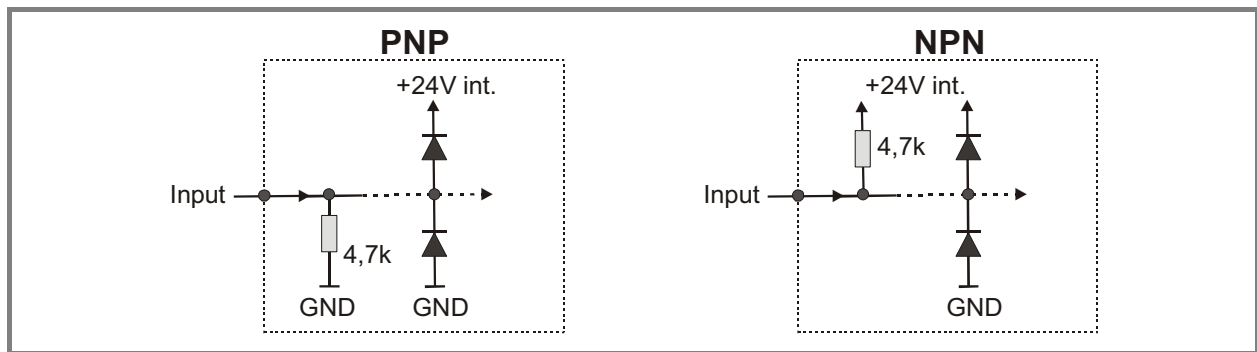 PNP
+24V int.
Input
4,7k
GND
GND
NPN
+24V int.
4,7k
Input
GND